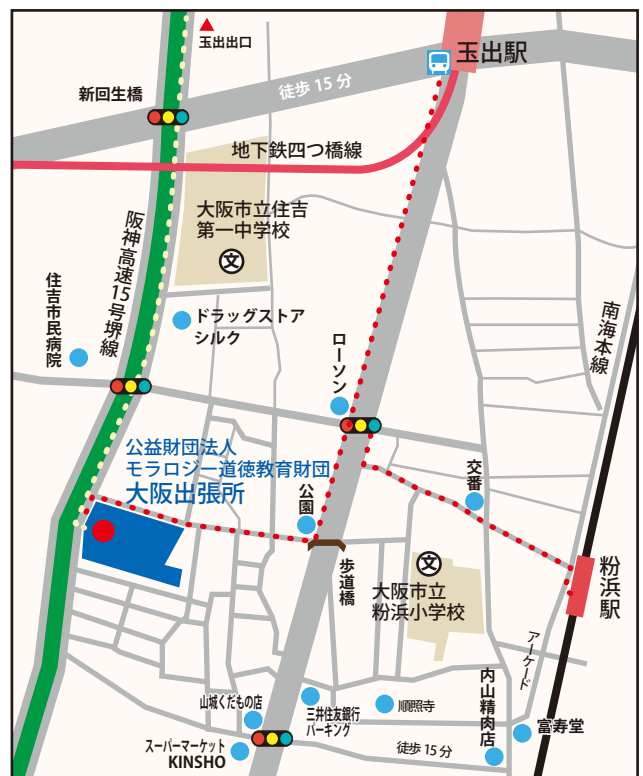 玉出出口
玉出駅
新回生橋
徒歩 15 分
地下鉄四つ橋線
大阪市立住吉
第一中学校
文
阪神高速15号堺線
住吉市民病院
ドラッグストア
シルク
南海本線
ローソン
公益財団法人
モラロジー道徳教育財団
大阪出張所
公園
交番
歩道橋
文
大阪市立
粉浜小学校
粉浜駅
アーケード
山城くだもの店
三井住友銀行
パーキング
順照寺
内山精肉店
富寿堂
スーパーマーケット
KINSHO
徒歩 15 分